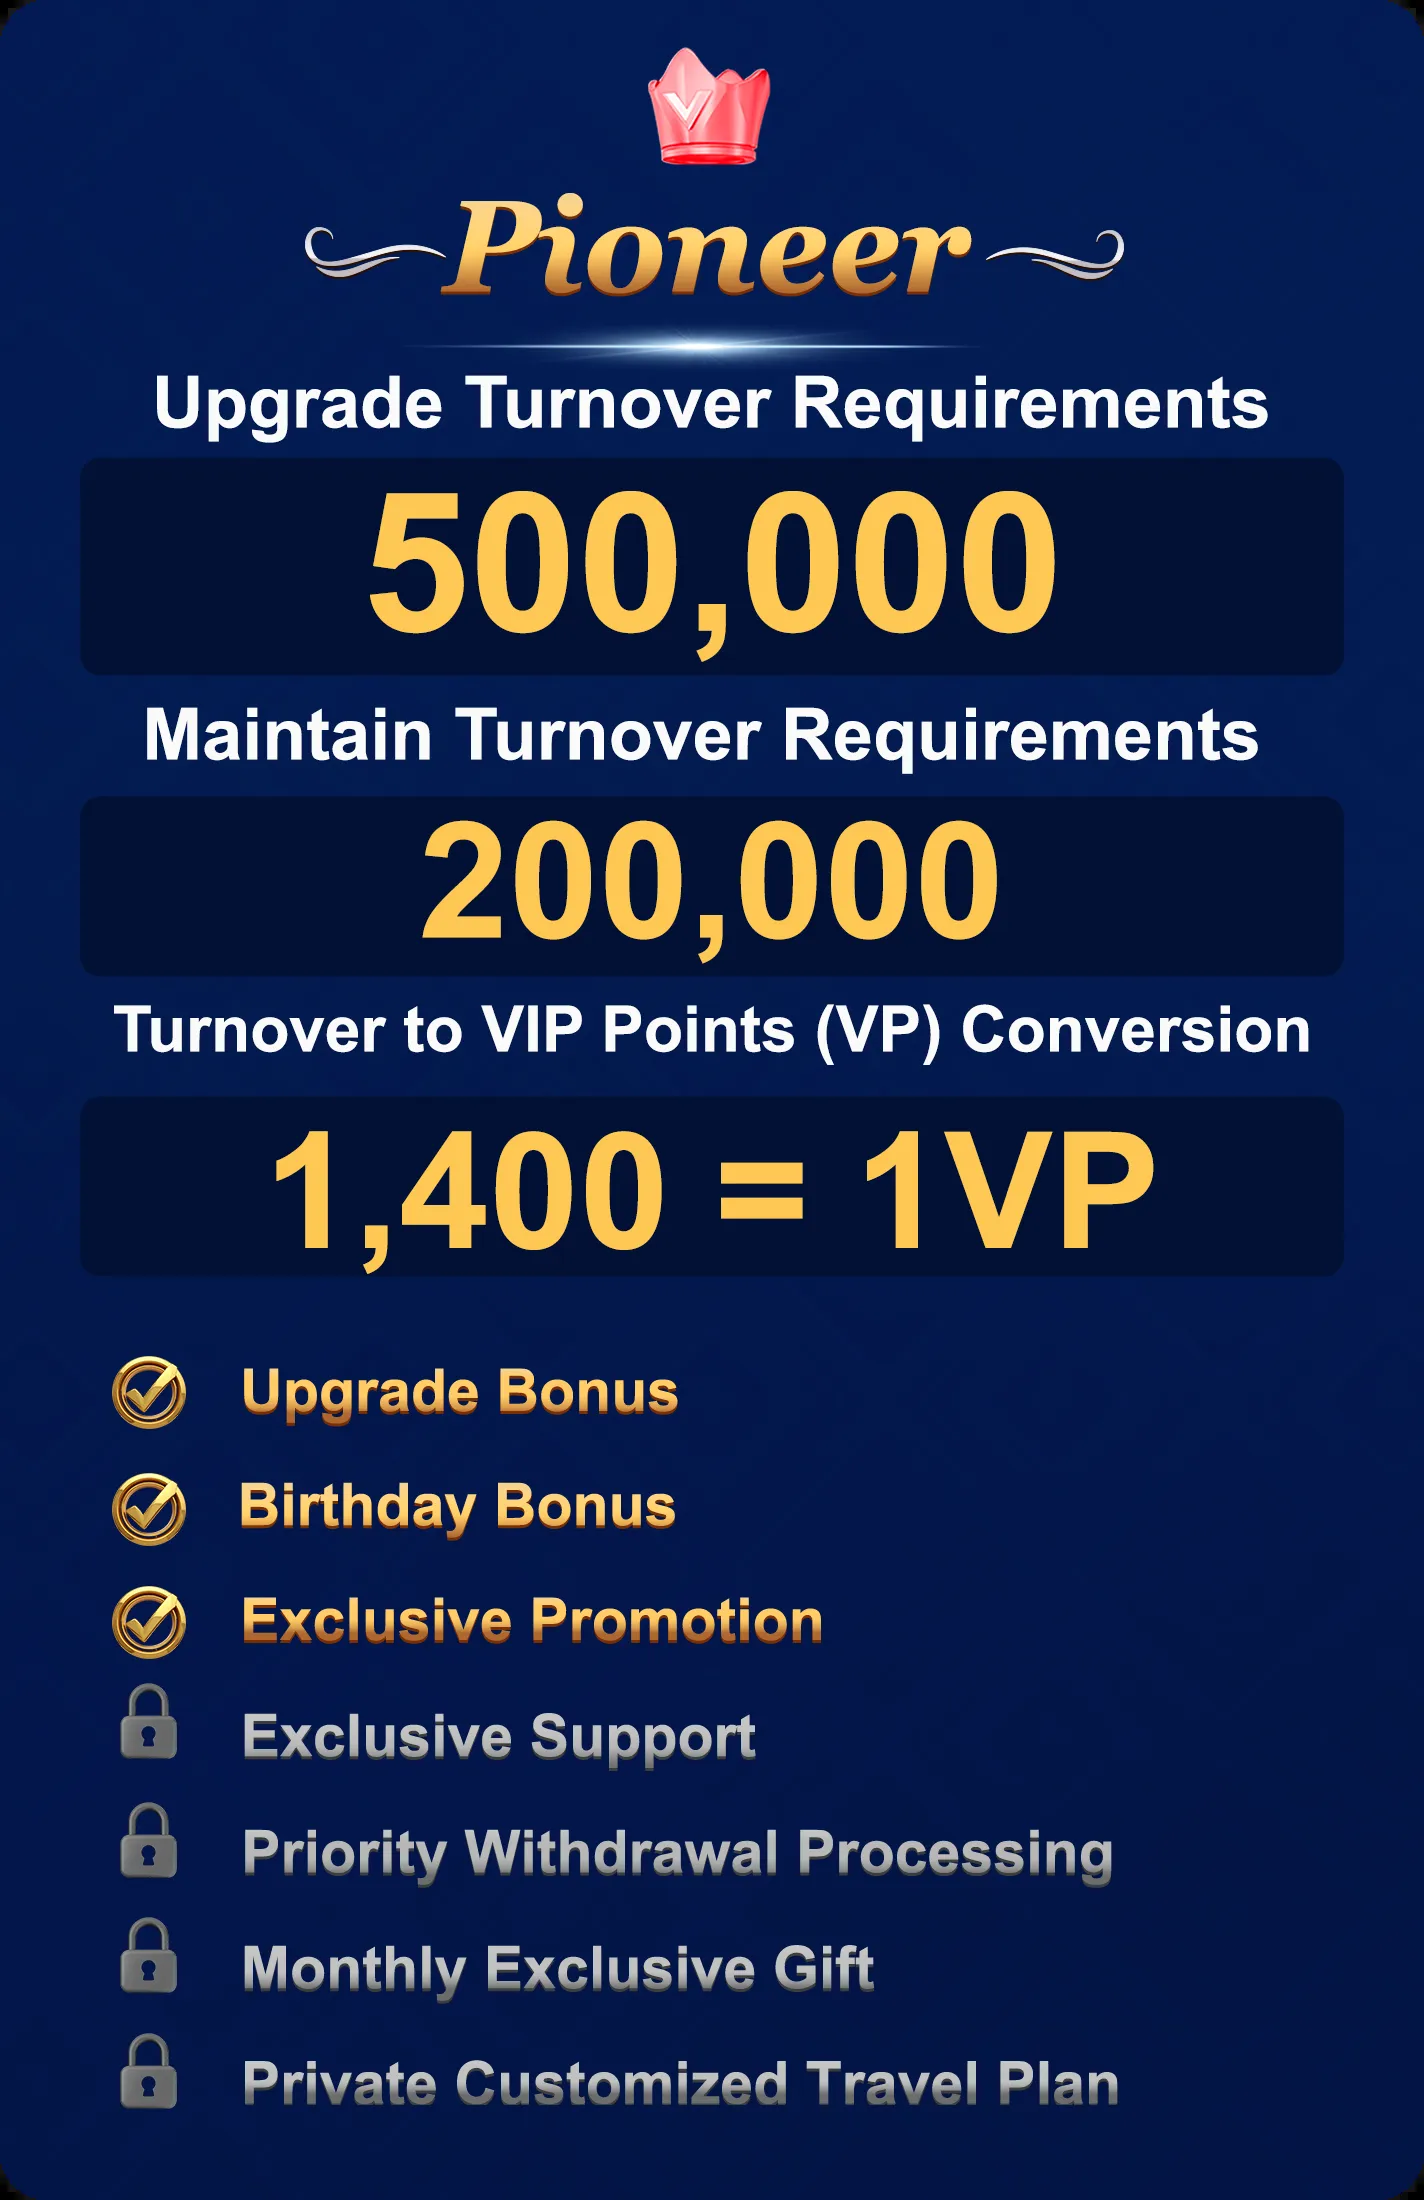 V
Pioneer
Upgrade Turnover Requirements
500,000
Maintain Turnover Requirements
200,000
Turnover to VIP Points (VP) Conversion
1,400 = 1VP
Upgrade Bonus
Birthday Bonus
Exclusive Promotion
Exclusive Support
Priority Withdrawal Processing
Monthly Exclusive Gift
Private Customized Travel Plan